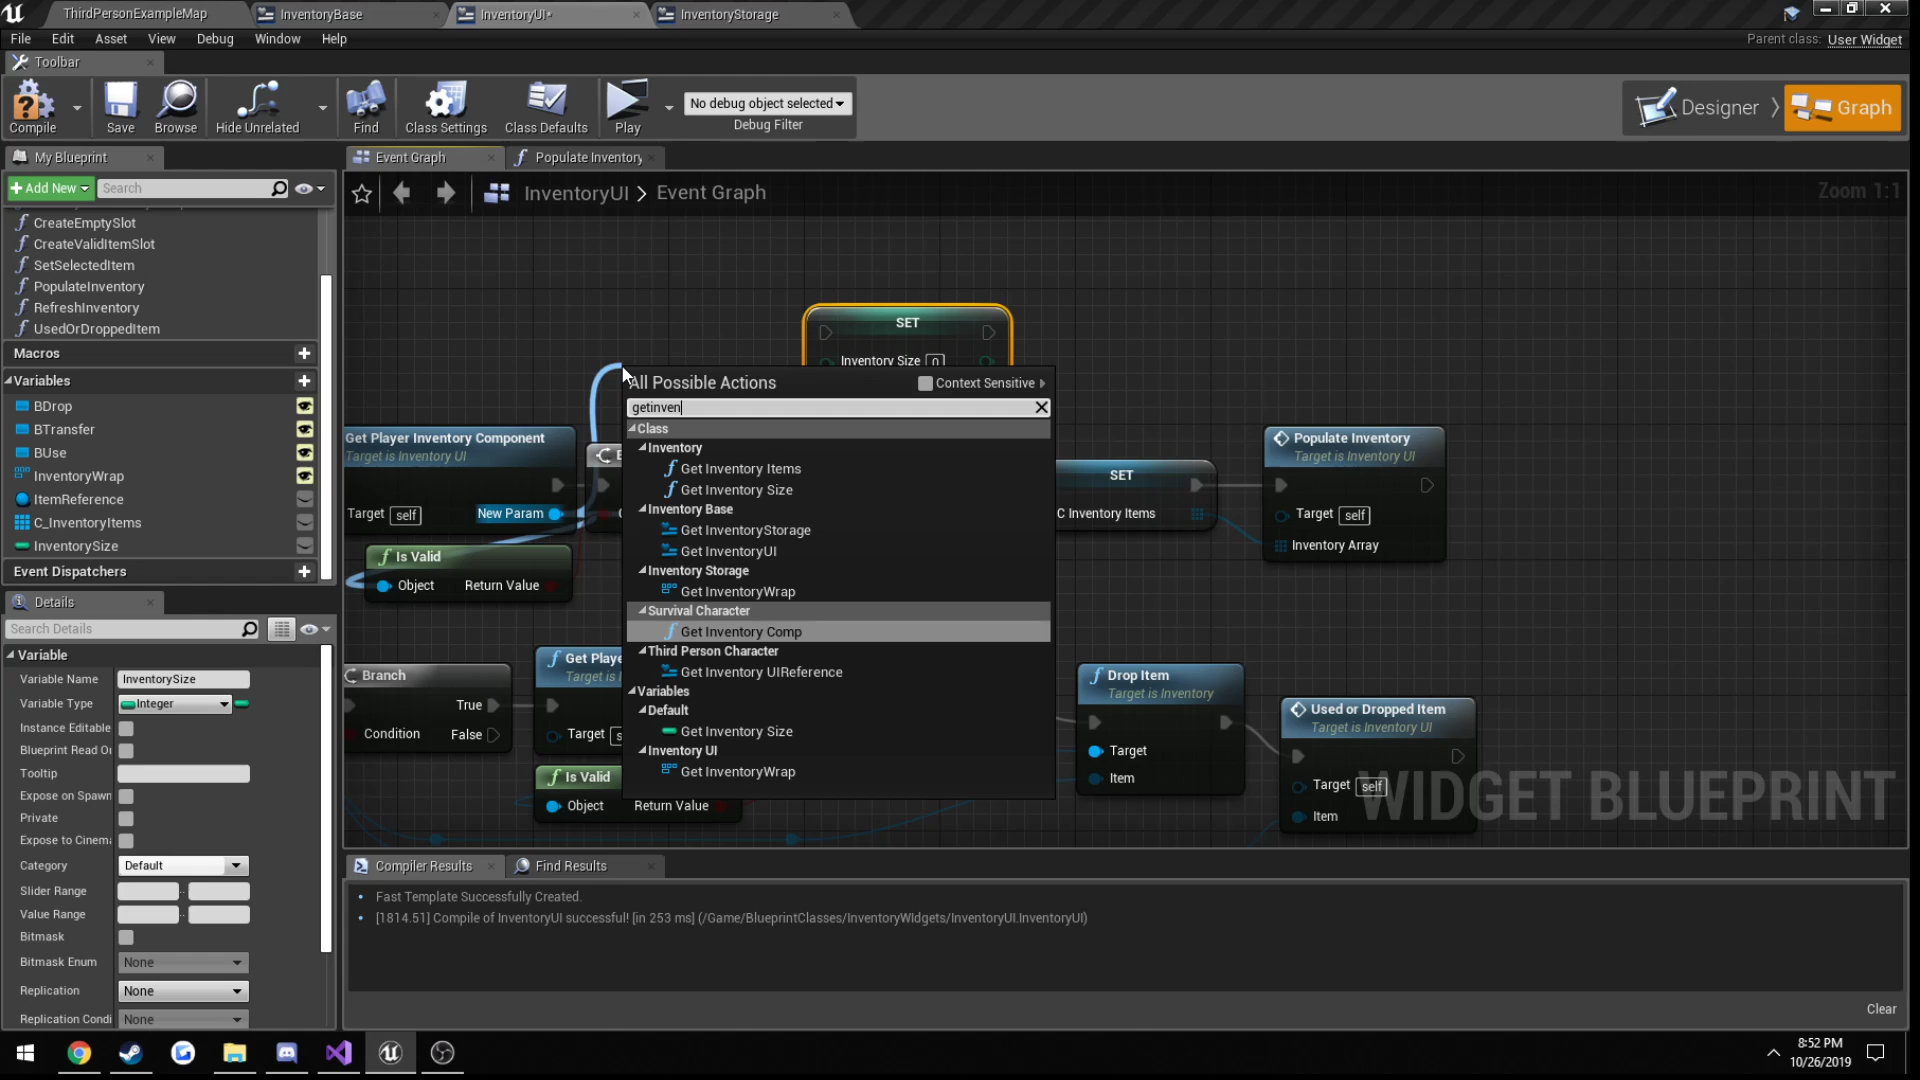 ThirdPersonExampleMap
InventoryBase
InventoryUI*
InventoryStorage
File
Edit
Asset
View
Debug
Window
Help
Parent class: User Widget
Toolbar
Compile
Save
Browse
Hide Unrelated
Find
Class Settings
Class Defaults
Play
No debug object selected
Debug Filter
Designer
Graph
My Blueprint
Event Graph
Populate Inventory
Add New
Search
InventoryUI > Event Graph
Zoom 1:1
CreateEmptySlot
CreateValidItemSlot
SetSelectedItem
PopulateInventory
RefreshInventory
UsedOrDroppedItem
Macros
Variables
BDrop
BTransfer
BUse
InventoryWrap
ItemReference
C_InventoryItems
InventorySize
Event Dispatchers
Details
Search Details
Variable
Variable Name InventorySize
Variable Type Integer
Instance Editable
Blueprint Read O
Tooltip
Expose on Spawn
Private
Expose to Cinem
Category Default
Slider Range
Value Range
Bitmask
Bitmask Enum None
Replication None
Replication Condi None
SET
Inventory Size 0
All Possible Actions
Context Sensitive
getinven
Class
Inventory
Get Inventory Items
Get Inventory Size
Inventory Base
Get InventoryStorage
Get InventoryUI
Inventory Storage
Get InventoryWrap
Survival Character
Get Inventory Comp
Third Person Character
Get Inventory UIReference
Variables
Default
Get Inventory Size
Inventory UI
Get InventoryWrap
Get Player Inventory Component
Target is Inventory UI
Target self
New Param
Is Valid
Object
Return Value
SET
C Inventory Items
Populate Inventory
Target is Inventory UI
Target self
Inventory Array
Branch
True
Condition
False
Get Playe
Target is I
Target
Is Valid
Object
Return Value
Drop Item
Target is Inventory
Target
Item
Used or Dropped Item
Target is Inventory UI
Target self
Item
WIDGET BLUEPRINT
Compiler Results
Find Results
Fast Template Successfully Created.
[1814.51] Compile of InventoryUI successful! [in 253 ms] (/Game/BlueprintClasses/InventoryWIdgets/InventoryUI.InventoryUI)
Clear
8:52 PM
10/26/2019